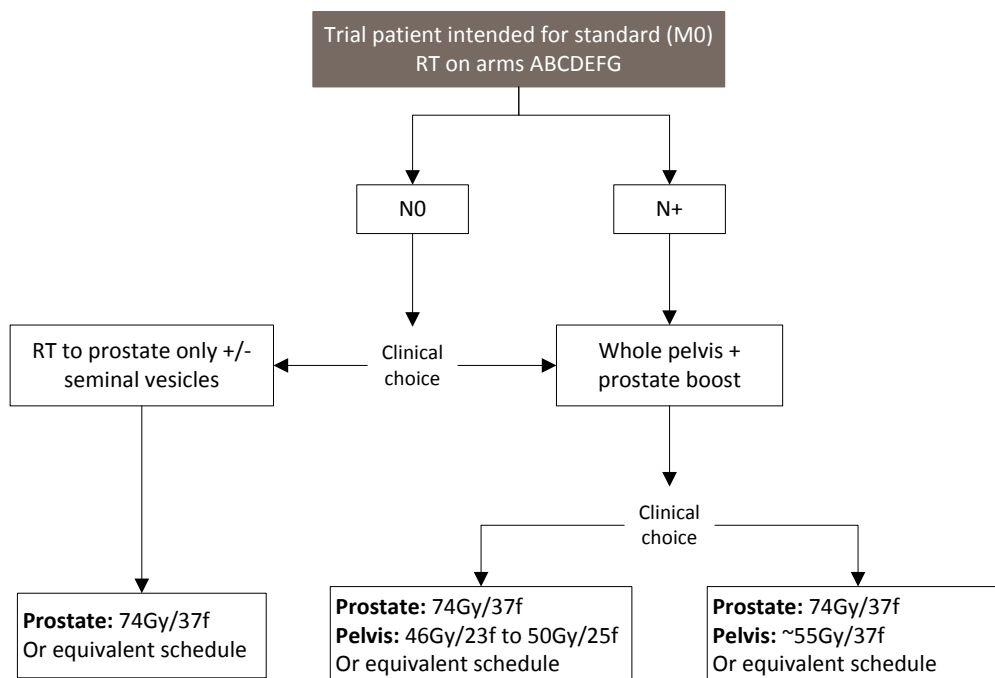 Trial patient intended for standard (M0)
RT on arms ABCDEFG
N0
N+
RT to prostate only +/-
seminal vesicles
Clinical
choice
Whole pelvis +
prostate boost
Clinical
choice
Prostate: 74Gy/37f
Or equivalent schedule
Prostate: 74Gy/37f
Pelvis: 46Gy/23f to 50Gy/25f
Or equivalent schedule
Prostate: 74Gy/37f
Pelvis: ~55Gy/37f
Or equivalent schedule